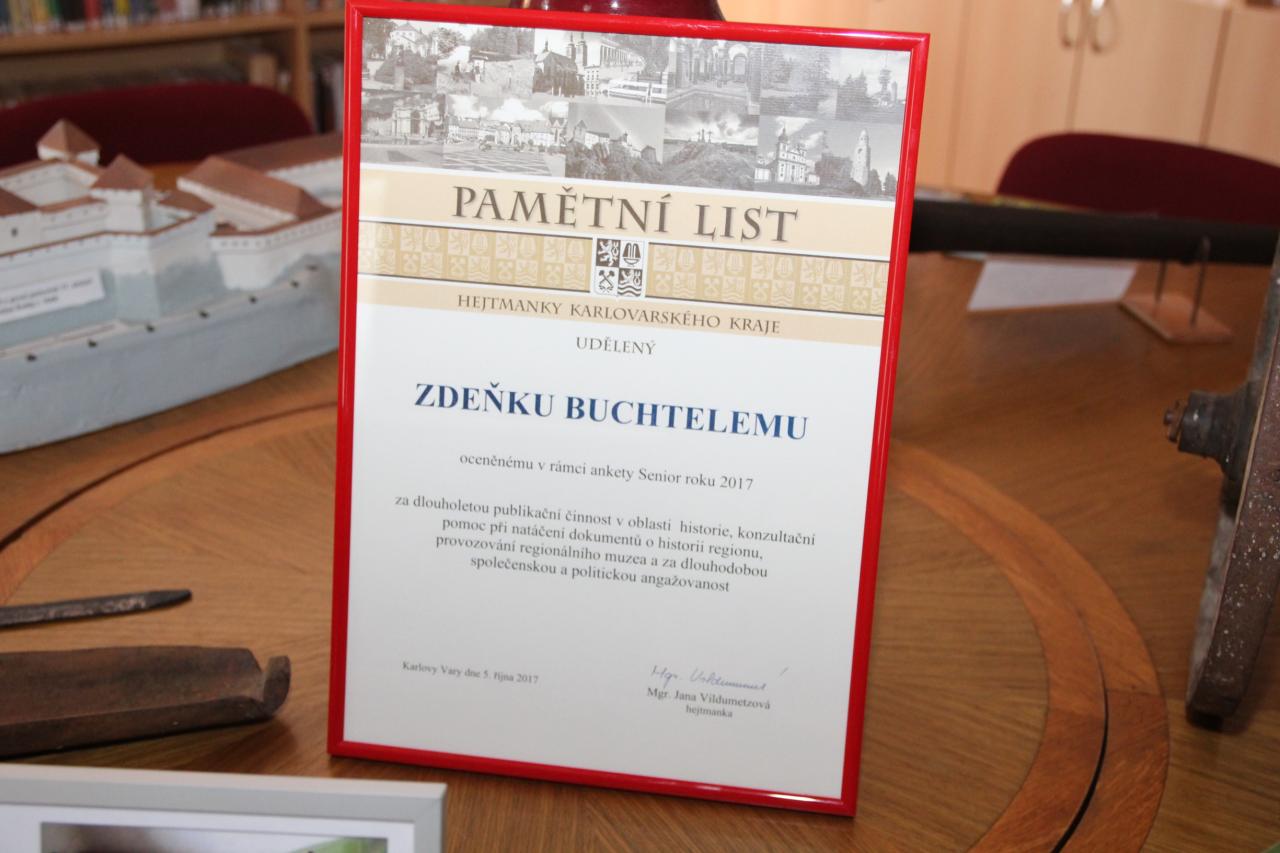 PAMĚTNÍ LIST
HEJTMANKY KARLOVARSKÉHO KRAJE
UDĚLENÝ
ZDEŇKU BUCHTELEMU
oceněnému v rámci ankety Senior roku 2017
za dlouholetou publikační činnost v oblasti historie, konzultační
pomoc při natáčení dokumentů o historii regionu,
provozování regionálního muzea a za dlouhodobou
společenskou a politickou angažovanost
Karlovy Vary dne 5. října 2017
Mgr. Jana Vildumetzová
hejtmanka